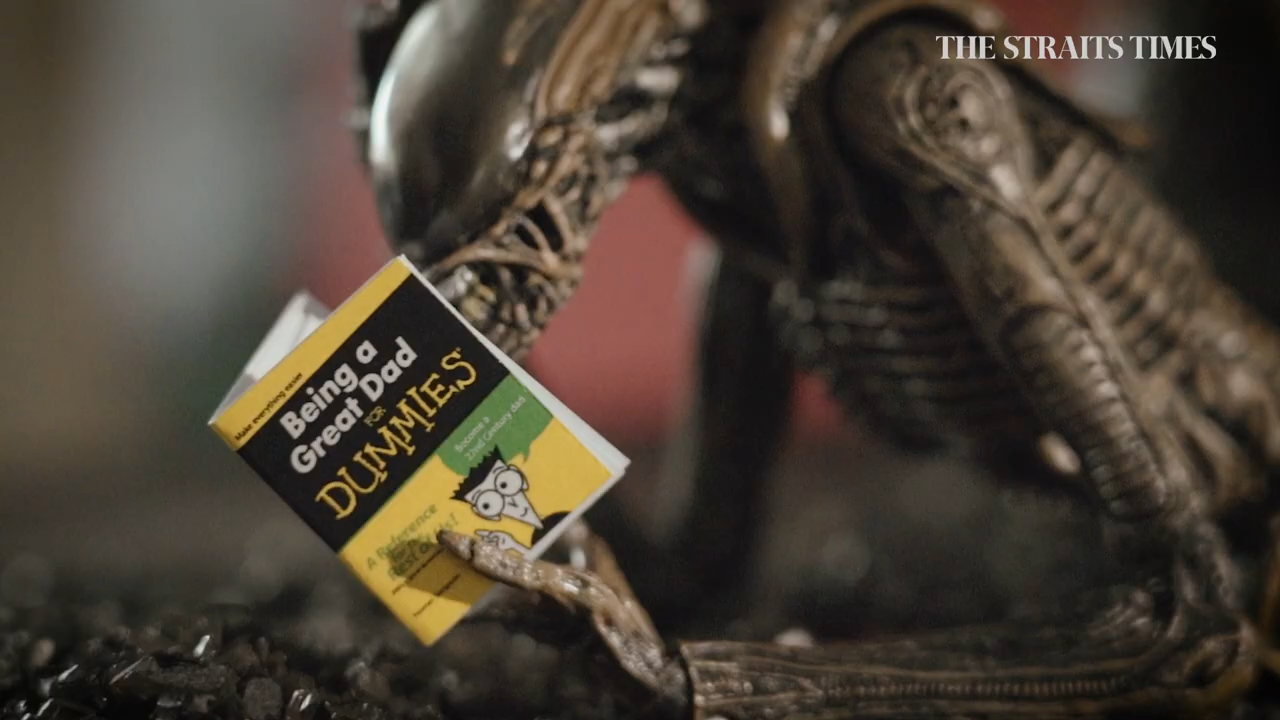 THE STRAITS TIMES
Make everything easier
Being a
Great Dad
FOR
DUMMIES
Become a
22nd Century dad
A Reference